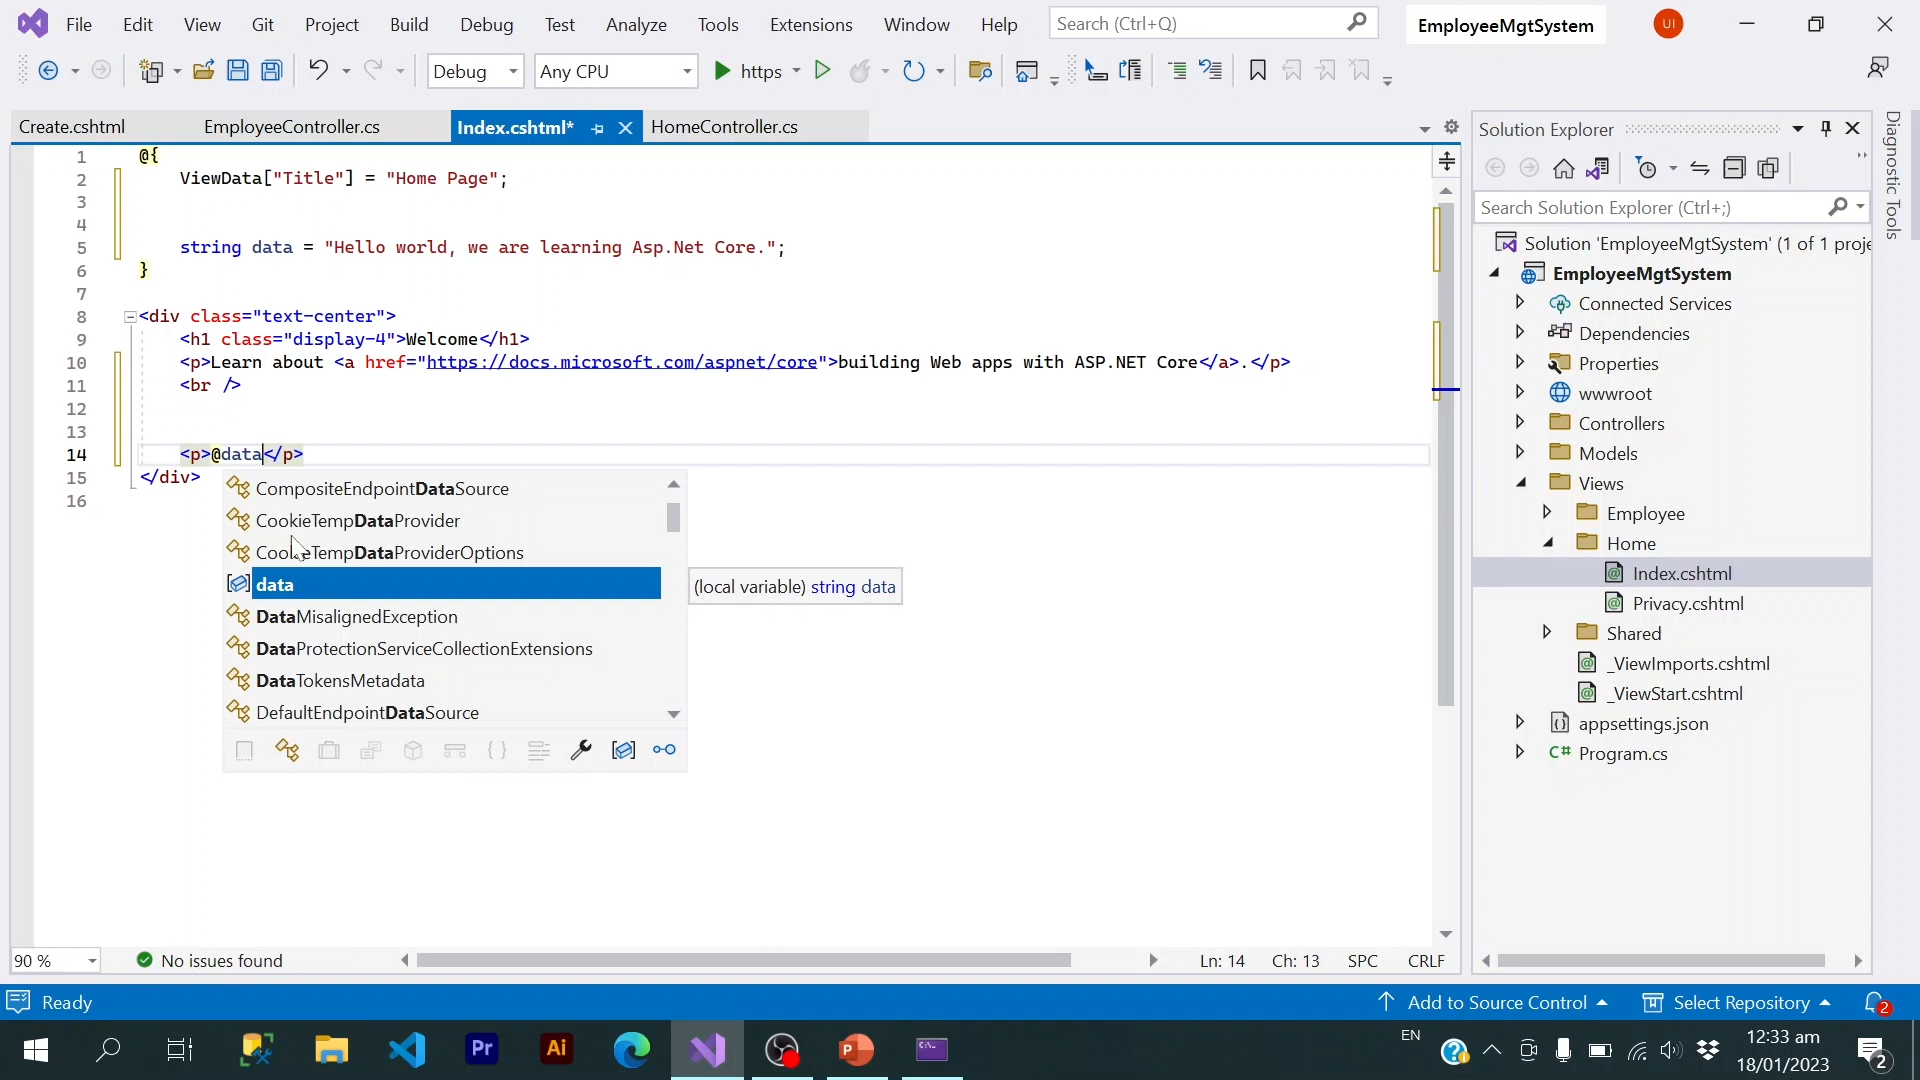 File Edit View Git Project Build Debug Test Analyze Tools Extensions Window Help Search (Ctrl+Q) EmployeeMgtSystem UI
Debug Any CPU https
Create.cshtml EmployeeController.cs Index.cshtml* HomeController.cs
1 @{
2 ViewData["Title"] = "Home Page";
3
4
5 string data = "Hello world, we are learning Asp.Net Core.";
6 }
7
8 <div class="text-center">
9 <h1 class="display-4">Welcome</h1>
10 <p>Learn about <a href="https://docs.microsoft.com/aspnet/core">building Web apps with ASP.NET Core</a>.</p>
11 <br />
12
13
14 <p>@data</p>
15 </div>
16
CompositeEndpointDataSource
CookieTempDataProvider
CookieTempDataProviderOptions
data
(local variable) string data
DataMisalignedException
DataProtectionServiceCollectionExtensions
DataTokensMetadata
DefaultEndpointDataSource
90 % No issues found Ln: 14 Ch: 13 SPC CRLF
Solution Explorer
Search Solution Explorer (Ctrl+;)
Solution 'EmployeeMgtSystem' (1 of 1 proje
EmployeeMgtSystem
Connected Services
Dependencies
Properties
wwwroot
Controllers
Models
Views
Employee
Home
Index.cshtml
Privacy.cshtml
Shared
_ViewImports.cshtml
_ViewStart.cshtml
appsettings.json
C# Program.cs
Diagnostic Tools
Ready Add to Source Control Select Repository 2
Pr Ai P C:\_ EN 12:33 am
18/01/2023 2